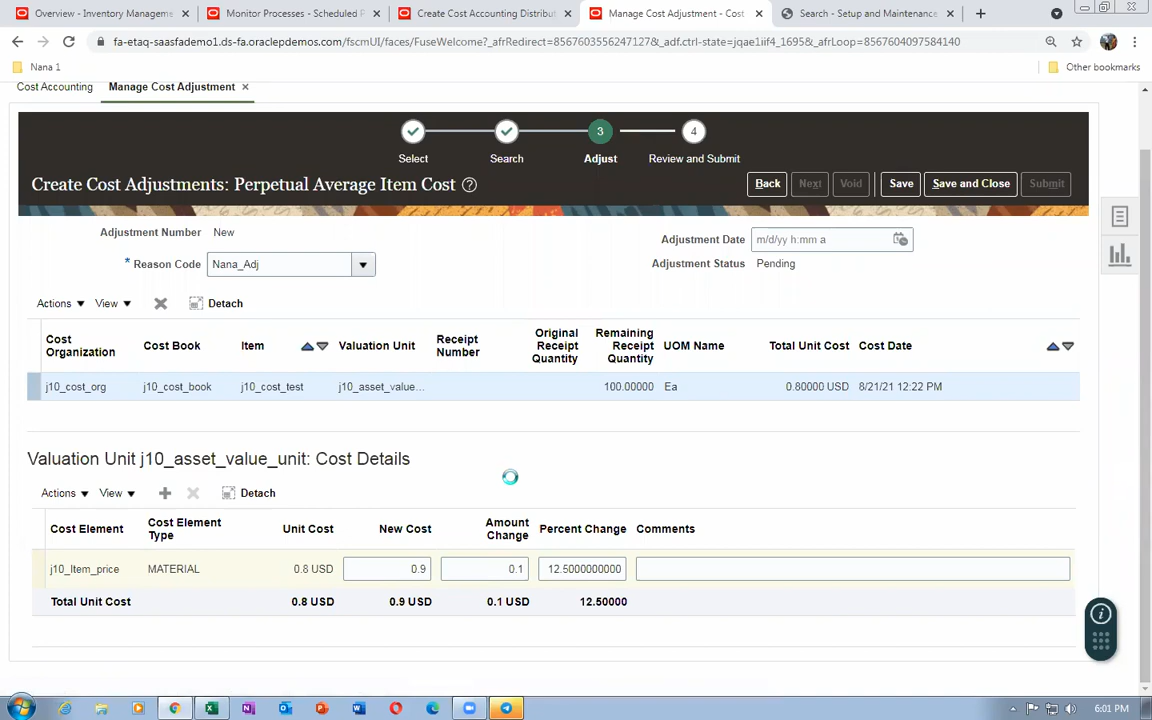 Overview - Inventory Manageme
Monitor Processes - Scheduled P
Create Cost Accounting Distribut
Manage Cost Adjustment - Cost
Search - Setup and Maintenance
fa-etaq-saasfademo1.ds-fa.oraclepdemos.com/fscmUI/faces/FuseWelcome?_afrRedirect=8567603556247127&_adf.ctrl-state=jqae1iif4_1695&_afrLoop=8567604097584140
Nana 1
Other bookmarks
Cost Accounting
Manage Cost Adjustment
3
4
Select
Search
Adjust
Review and Submit
Create Cost Adjustments: Perpetual Average Item Cost
Back
Next
Void
Save
Save and Close
Submit
Adjustment Number New
Adjustment Date m/d/yy h:mm a
* Reason Code Nana_Adj
Adjustment Status Pending
Actions View Detach
Cost Organization
Cost Book
Item
Valuation Unit
Receipt Number
Original Receipt Quantity
Remaining Receipt Quantity
UOM Name
Total Unit Cost
Cost Date
j10_cost_org j10_cost_book j10_cost_test j10_asset_value... 100.00000 Ea 0.80000 USD 8/21/21 12:22 PM
Valuation Unit j10_asset_value_unit: Cost Details
Actions View Detach
Cost Element
Cost Element Type
Unit Cost
New Cost
Amount Change
Percent Change
Comments
j10_Item_price MATERIAL 0.8 USD 0.9 0.1 12.5000000000
Total Unit Cost 0.8 USD 0.9 USD 0.1 USD 12.50000
6:01 PM